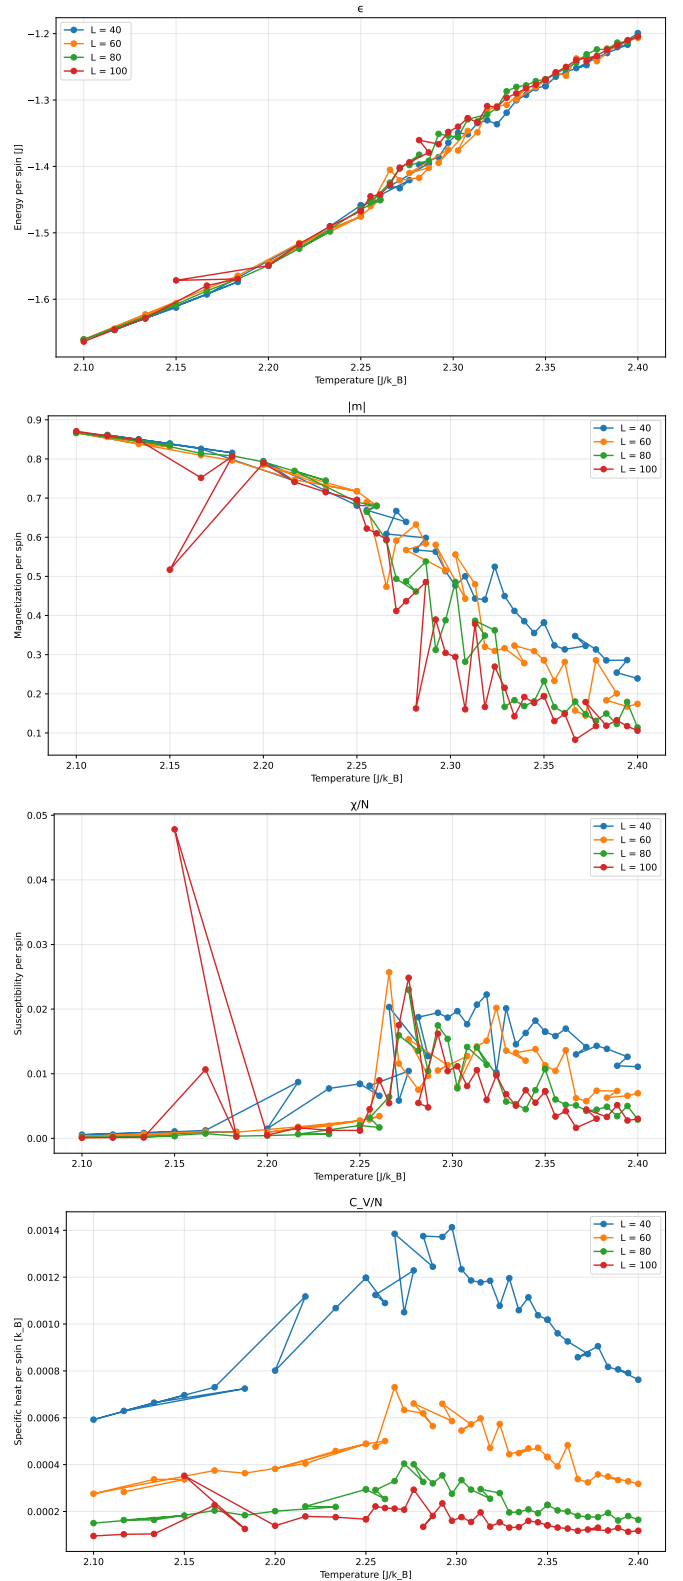 ϵ
−1.2
−1.3
−1.4
−1.5
−1.6
Energy per spin [J]
L = 40
L = 60
L = 80
L = 100
2.10 2.15 2.20 2.25 2.30 2.35 2.40
Temperature [J/k_B]
|m|
0.9
0.8
0.7
0.6
0.5
0.4
0.3
0.2
0.1
Magnetization per spin
L = 40
L = 60
L = 80
L = 100
2.10 2.15 2.20 2.25 2.30 2.35 2.40
Temperature [J/k_B]
χ/N
0.05
0.04
0.03
0.02
0.01
0.00
Susceptibility per spin
L = 40
L = 60
L = 80
L = 100
2.10 2.15 2.20 2.25 2.30 2.35 2.40
Temperature [J/k_B]
C_V/N
0.0014
0.0012
0.0010
0.0008
0.0006
0.0004
0.0002
Specific heat per spin [k_B]
L = 40
L = 60
L = 80
L = 100
2.10 2.15 2.20 2.25 2.30 2.35 2.40
Temperature [J/k_B]